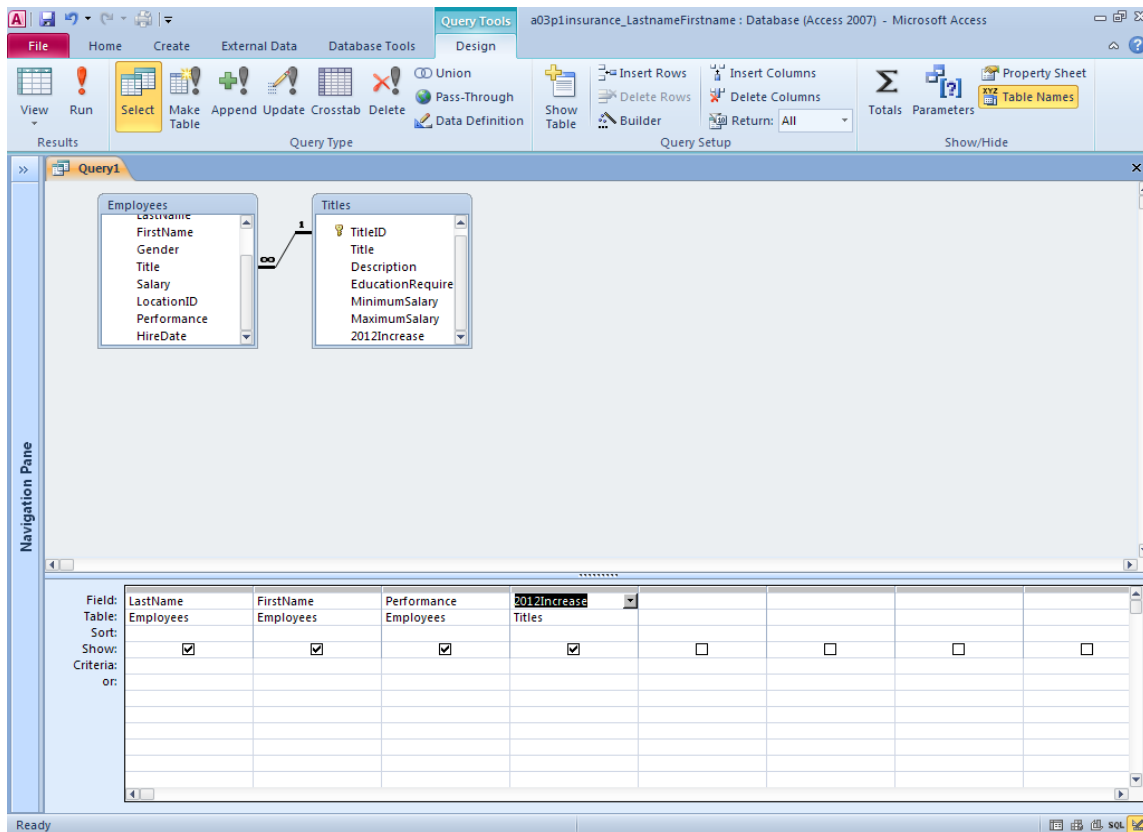 A
Query Tools
a03p1insurance_LastnameFirstname : Database (Access 2007) - Microsoft Access
File Home Create External Data Database Tools Design
View
Run
Select
Make Table
Append
Update
Crosstab
Delete
Union
Pass-Through
Data Definition
Show Table
Insert Rows
Delete Rows
Builder
Insert Columns
Delete Columns
Return: All
Totals
Parameters
Property Sheet
Table Names
Results
Query Type
Query Setup
Show/Hide
Query1
Navigation Pane
Employees
LastName
FirstName
Gender
Title
Salary
LocationID
Performance
HireDate
∞
1
Titles
TitleID
Title
Description
EducationRequire
MinimumSalary
MaximumSalary
2012Increase
Field: LastName FirstName Performance 2012Increase
Table: Employees Employees Employees Titles
Sort:
Show:
Criteria:
or:
Ready
SQL